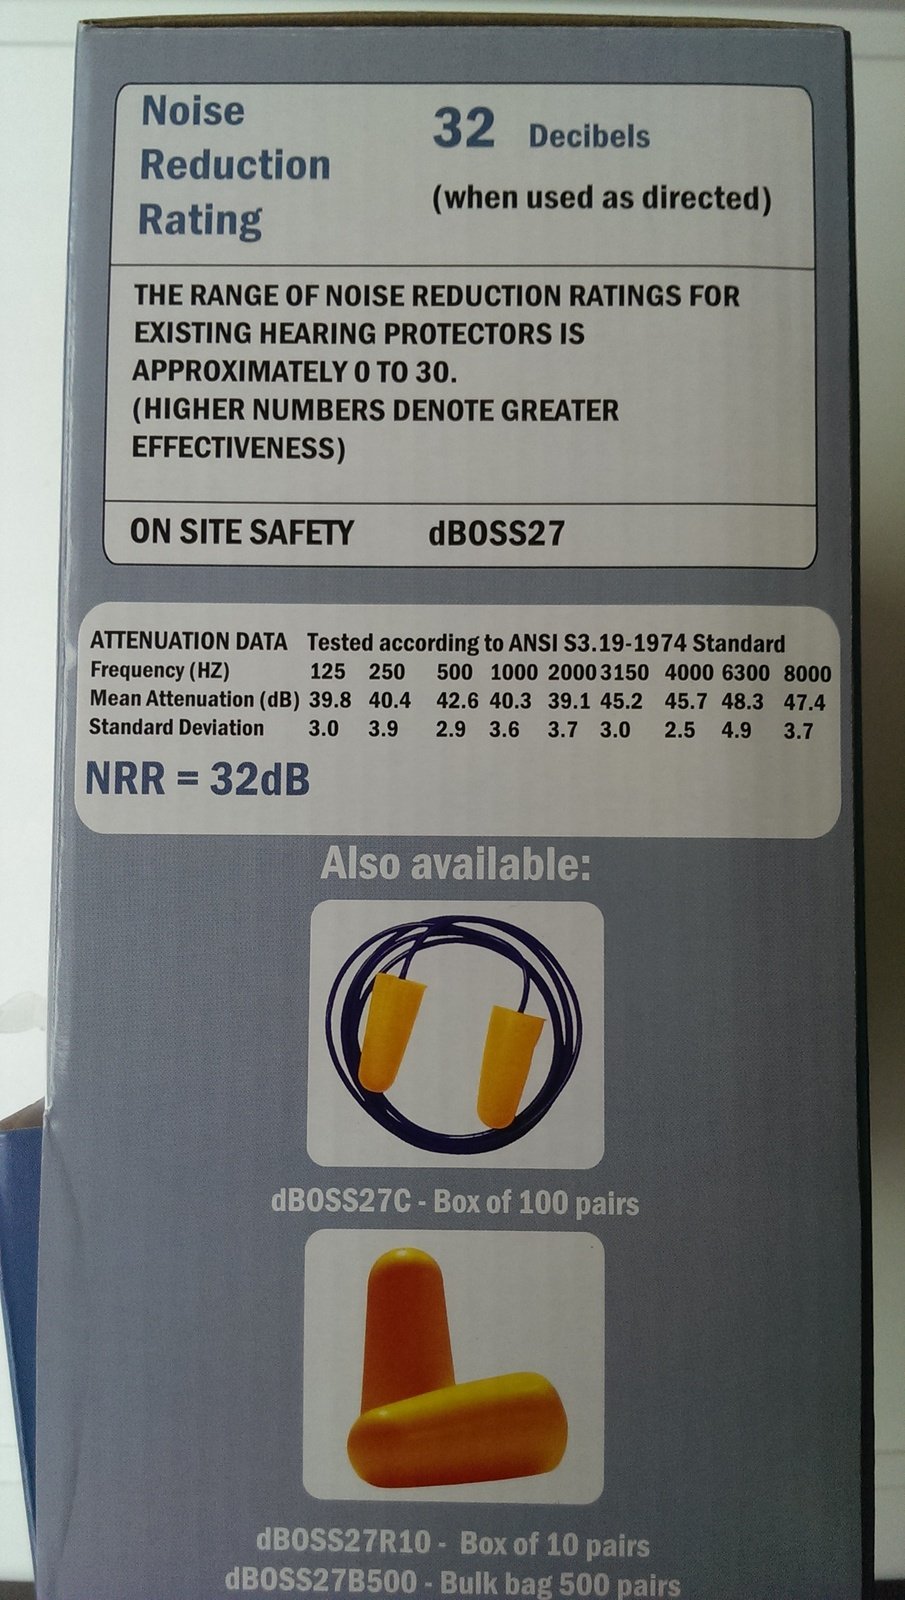 Noise
Reduction
Rating
32 Decibels
(when used as directed)
THE RANGE OF NOISE REDUCTION RATINGS FOR
EXISTING HEARING PROTECTORS IS
APPROXIMATELY 0 TO 30.
(HIGHER NUMBERS DENOTE GREATER
EFFECTIVENESS)
ON SITE SAFETY dBOSS27
ATTENUATION DATA Tested according to ANSI S3.19-1974 Standard
Frequency (HZ) 125 250 500 1000 2000 3150 4000 6300 8000
Mean Attenuation (dB) 39.8 40.4 42.6 40.3 39.1 45.2 45.7 48.3 47.4
Standard Deviation 3.0 3.9 2.9 3.6 3.7 3.0 2.5 4.9 3.7
NRR = 32dB
Also available:
dBOSS27C - Box of 100 pairs
dBOSS27R10 - Box of 10 pairs
dBOSS27B500 - Bulk bag 500 pairs